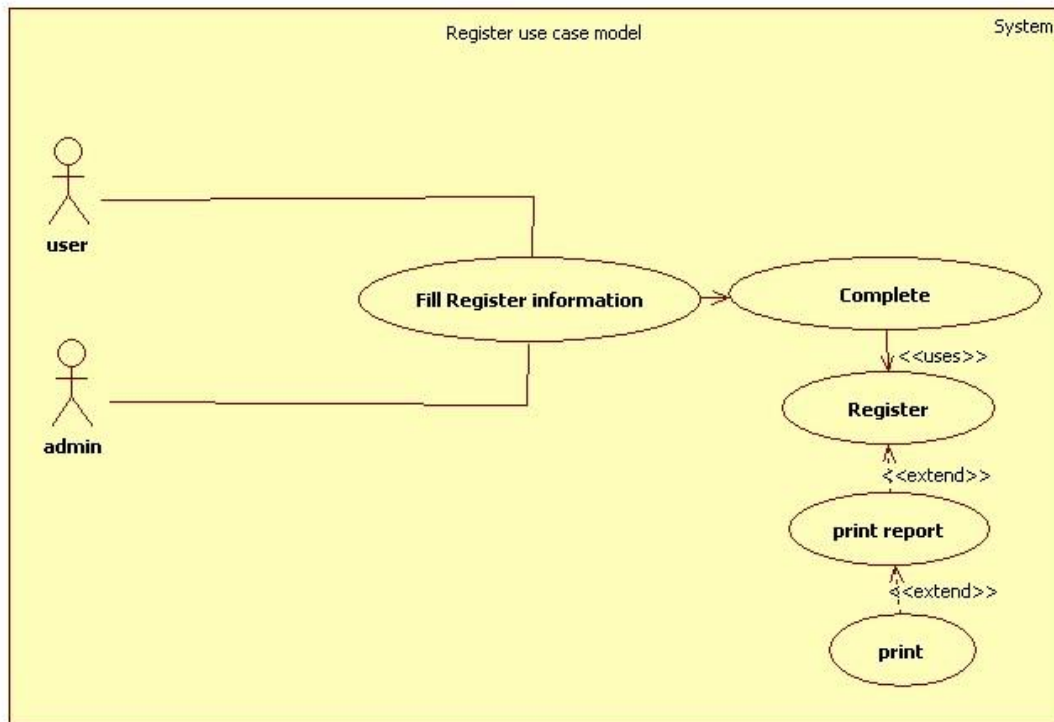 System
Register use case model
user
Fill Register information
Complete
<<uses>>
admin
Register
<<extend>>
print report
<<extend>>
print